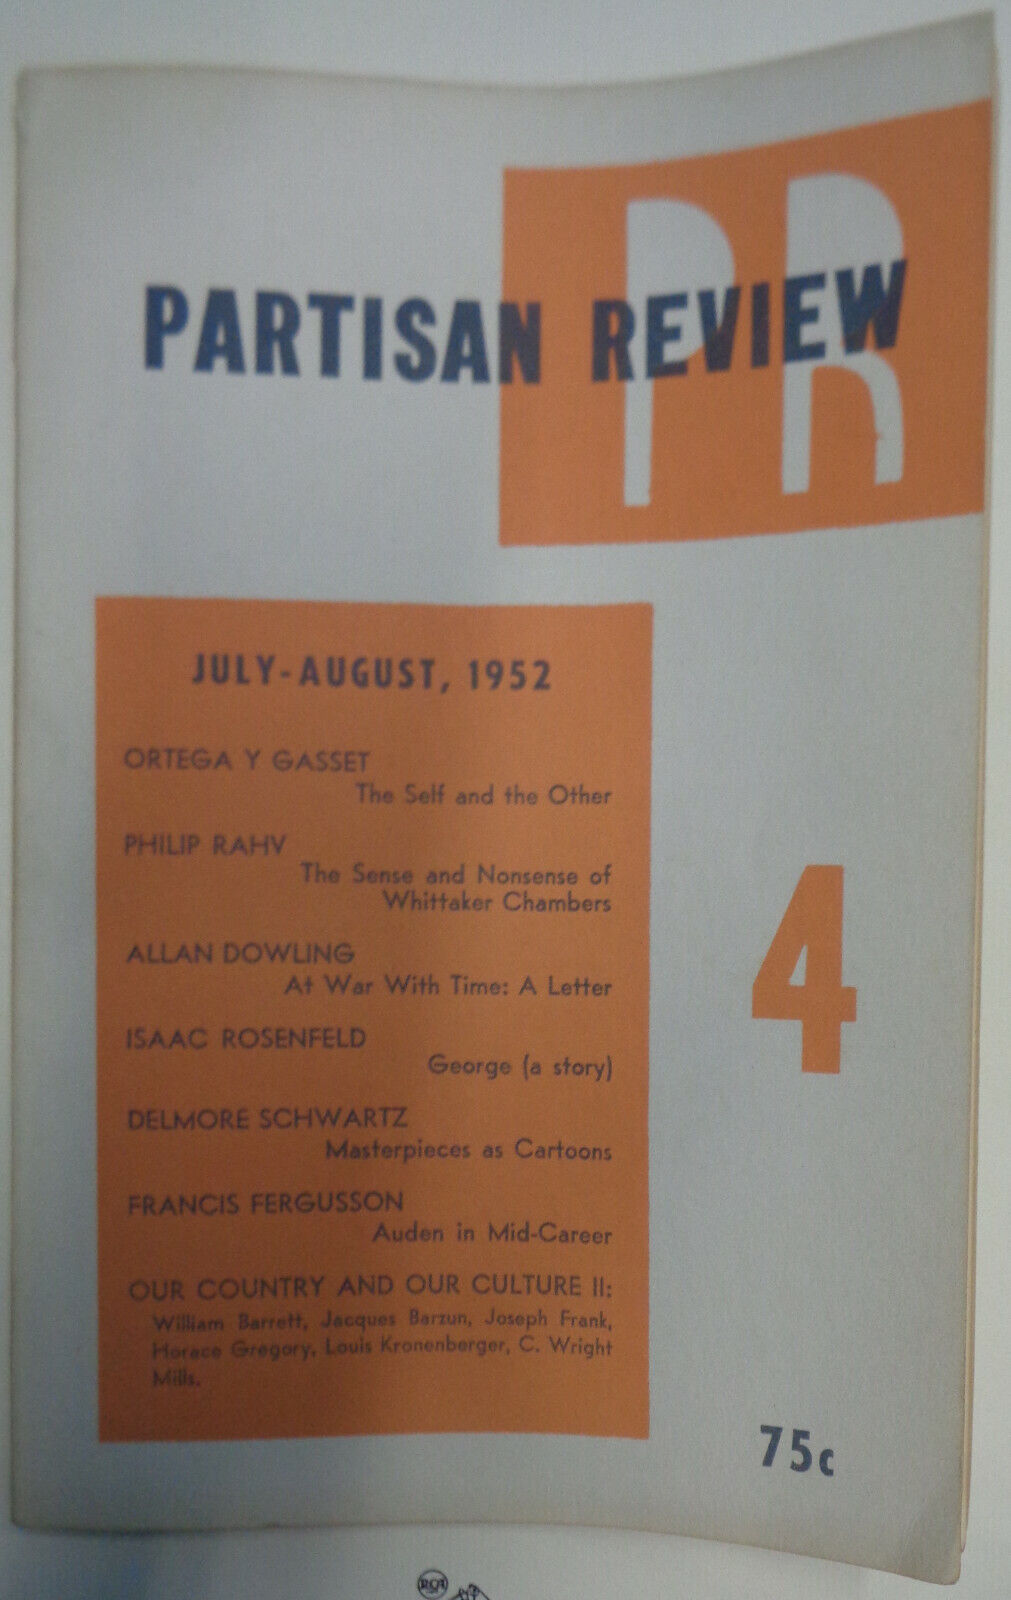 PR
PARTISAN REVIEW
JULY-AUGUST, 1952
ORTEGA Y GASSET
The Self and the Other
PHILIP RAHV
The Sense and Nonsense of
Whittaker Chambers
ALLAN DOWLING
At War With Time: A Letter
ISAAC ROSENFELD
George (a story)
DELMORE SCHWARTZ
Masterpieces as Cartoons
FRANCIS FERGUSSON
Auden in Mid-Career
OUR COUNTRY AND OUR CULTURE II:
William Barrett, Jacques Barzun, Joseph Frank,
Horace Gregory, Louis Kronenberger, C. Wright
Mills.
4
75c
RCA